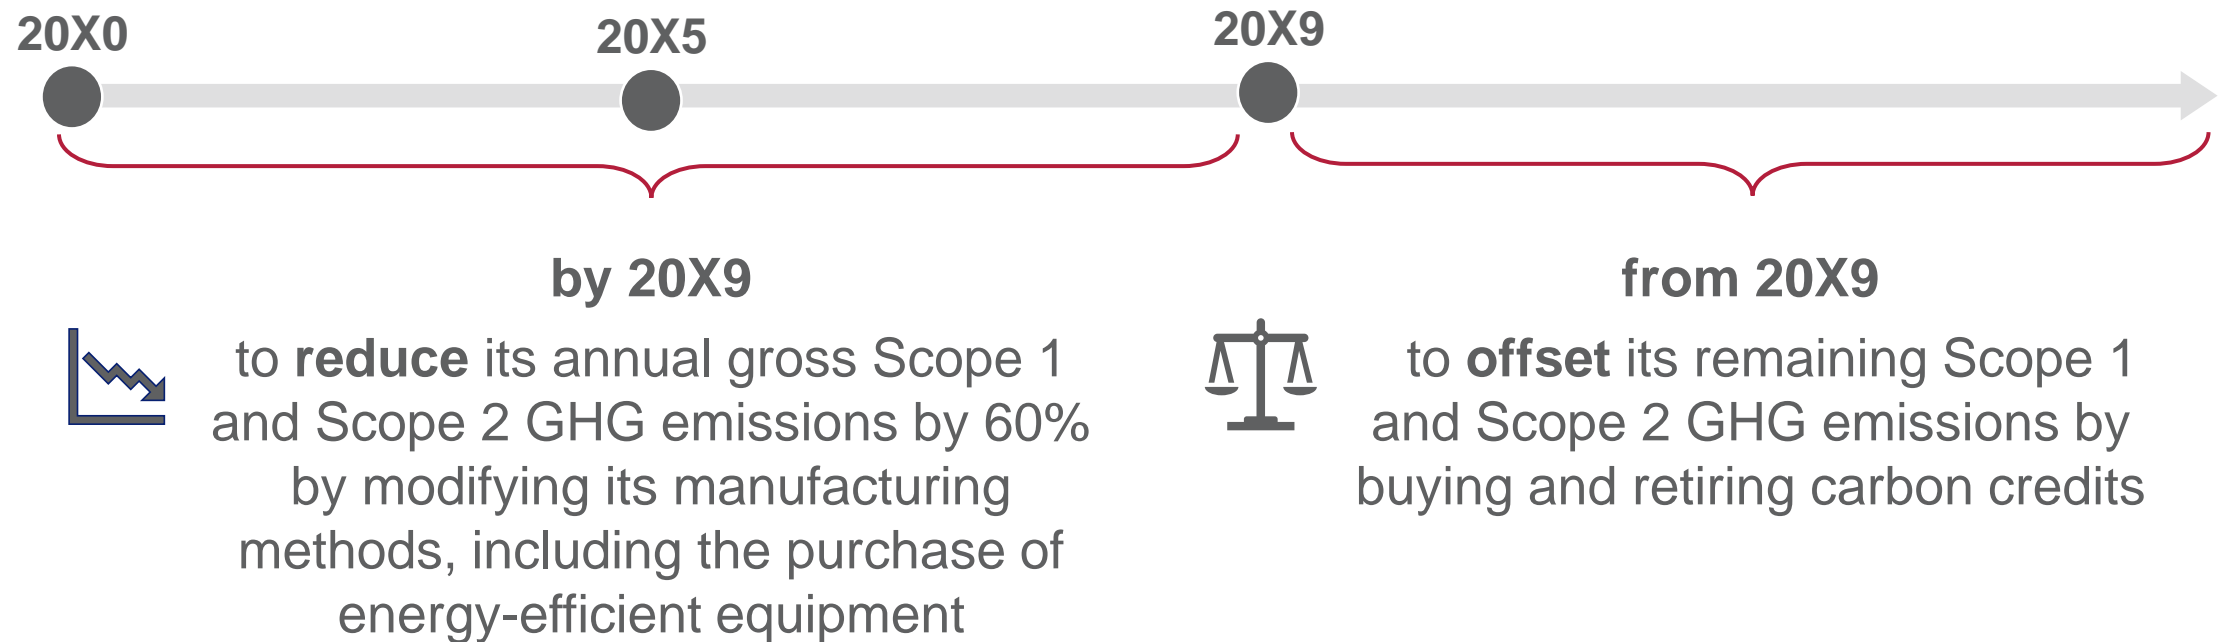 20X0
20X5
20X9
by 20X9
to reduce its annual gross Scope 1
and Scope 2 GHG emissions by 60%
by modifying its manufacturing
methods, including the purchase of
energy-efficient equipment
from 20X9
to offset its remaining Scope 1
and Scope 2 GHG emissions by
buying and retiring carbon credits